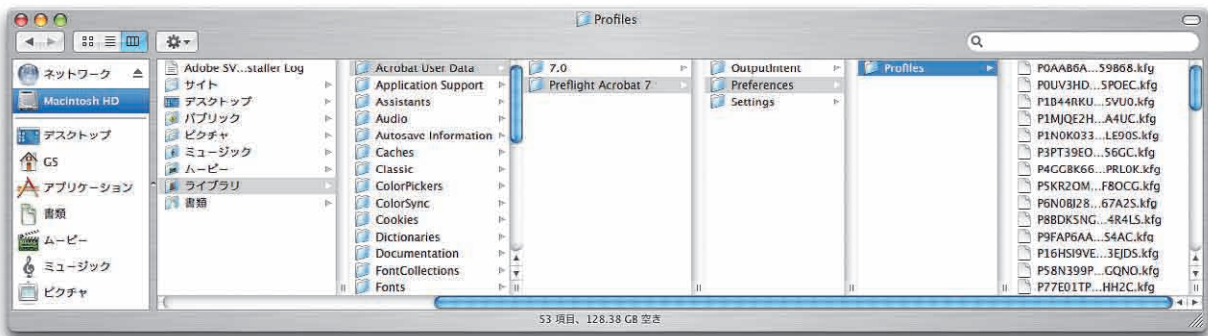 Profiles
ネットワーク
Macintosh HD
デスクトップ
GS
アプリケーション
書類
ムービー
ミュージック
ピクチャ
Adobe SV...staller Log
サイト
デスクトップ
パブリック
ピクチャ
ミュージック
ムービー
ライブラリ
書類
Acrobat User Data
Application Support
Assistants
Audio
Autosave Information
Caches
Classic
ColorPickers
ColorSync
Cookies
Dictionaries
Documentation
FontCollections
Fonts
7.0
Preflight Acrobat 7
OutputIntent
Preferences
Settings
Profiles
P0AAB6A...59B68.kfg
P0UV3HD...5POEC.kfg
P1B44RKU...5VU0.kfg
P1MJQE2H...A4UC.kfg
P1N0K033...LE90S.kfg
P3PT39EO...56GC.kfg
P4GGBK66...PRL0K.kfg
P5KR2OM...F8OCG.kfg
P6N0BJ28...67A2S.kfg
P8BDK5NG...4R4LS.kfg
P9FAP6AA...S4AC.kfg
P16HSI9VE...3EJDS.kfg
P58N399P...GQNO.kfg
P77E01TP...HH2C.kfg
53 項目、128.38 GB 空き